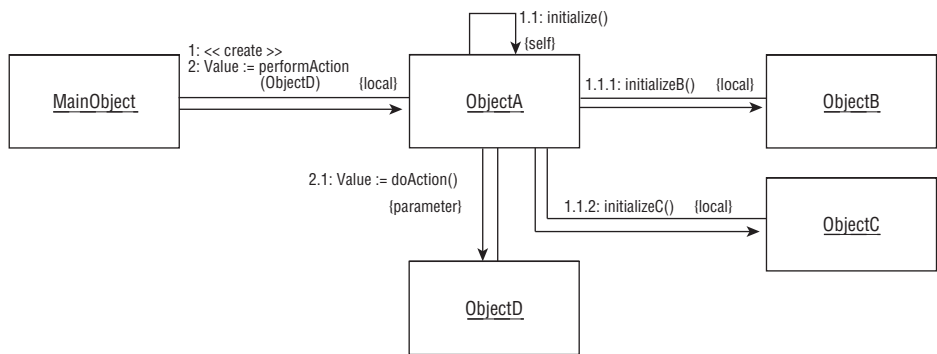 1.1: initialize()
{self}
1: << create >>
2: Value := performAction
(ObjectD)
{local}
MainObject
ObjectA
1.1.1: initializeB()
{local}
ObjectB
2.1: Value := doAction()
{parameter}
1.1.2: initializeC()
{local}
ObjectC
ObjectD